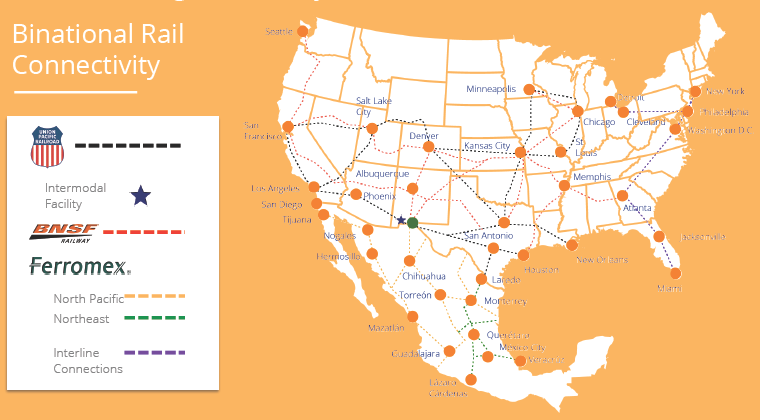 Binational Rail
Connectivity
UNION
PACIFIC
RAILROAD
Intermodal
Facility
BNSF
RAILWAY
Ferromex
North Pacific
Northeast
Interline
Connections
Seattle
Minneapolis
Detroit
New York
Salt Lake
City
Philadelphia
Chicago
Cleveland
San
Francisco
Washington D.C
Denver
Kansas City
St.
Louis
Albuquerque
Memphis
Los Angeles
Phoenix
San Diego
Atlanta
Tijuana
Nogales
San Antonio
Jacksonville
Hermosillo
New Orleans
Houston
Chihuahua
Laredo
Miami
Torreón
Monterrey
Mazatlan
Queretaro
Guadalajara
Mexico City
Lazaro
Cardenas